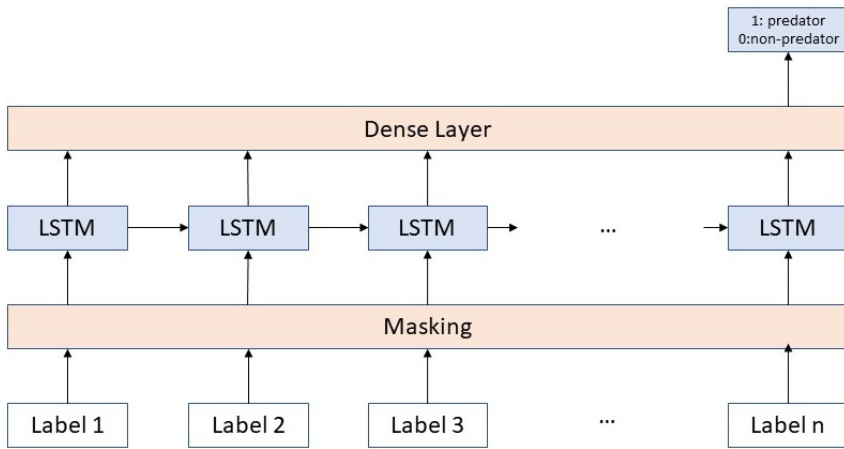 1: predator
0:non-predator
Dense Layer
LSTM LSTM LSTM ... LSTM
Masking
Label 1 Label 2 Label 3 ... Label n